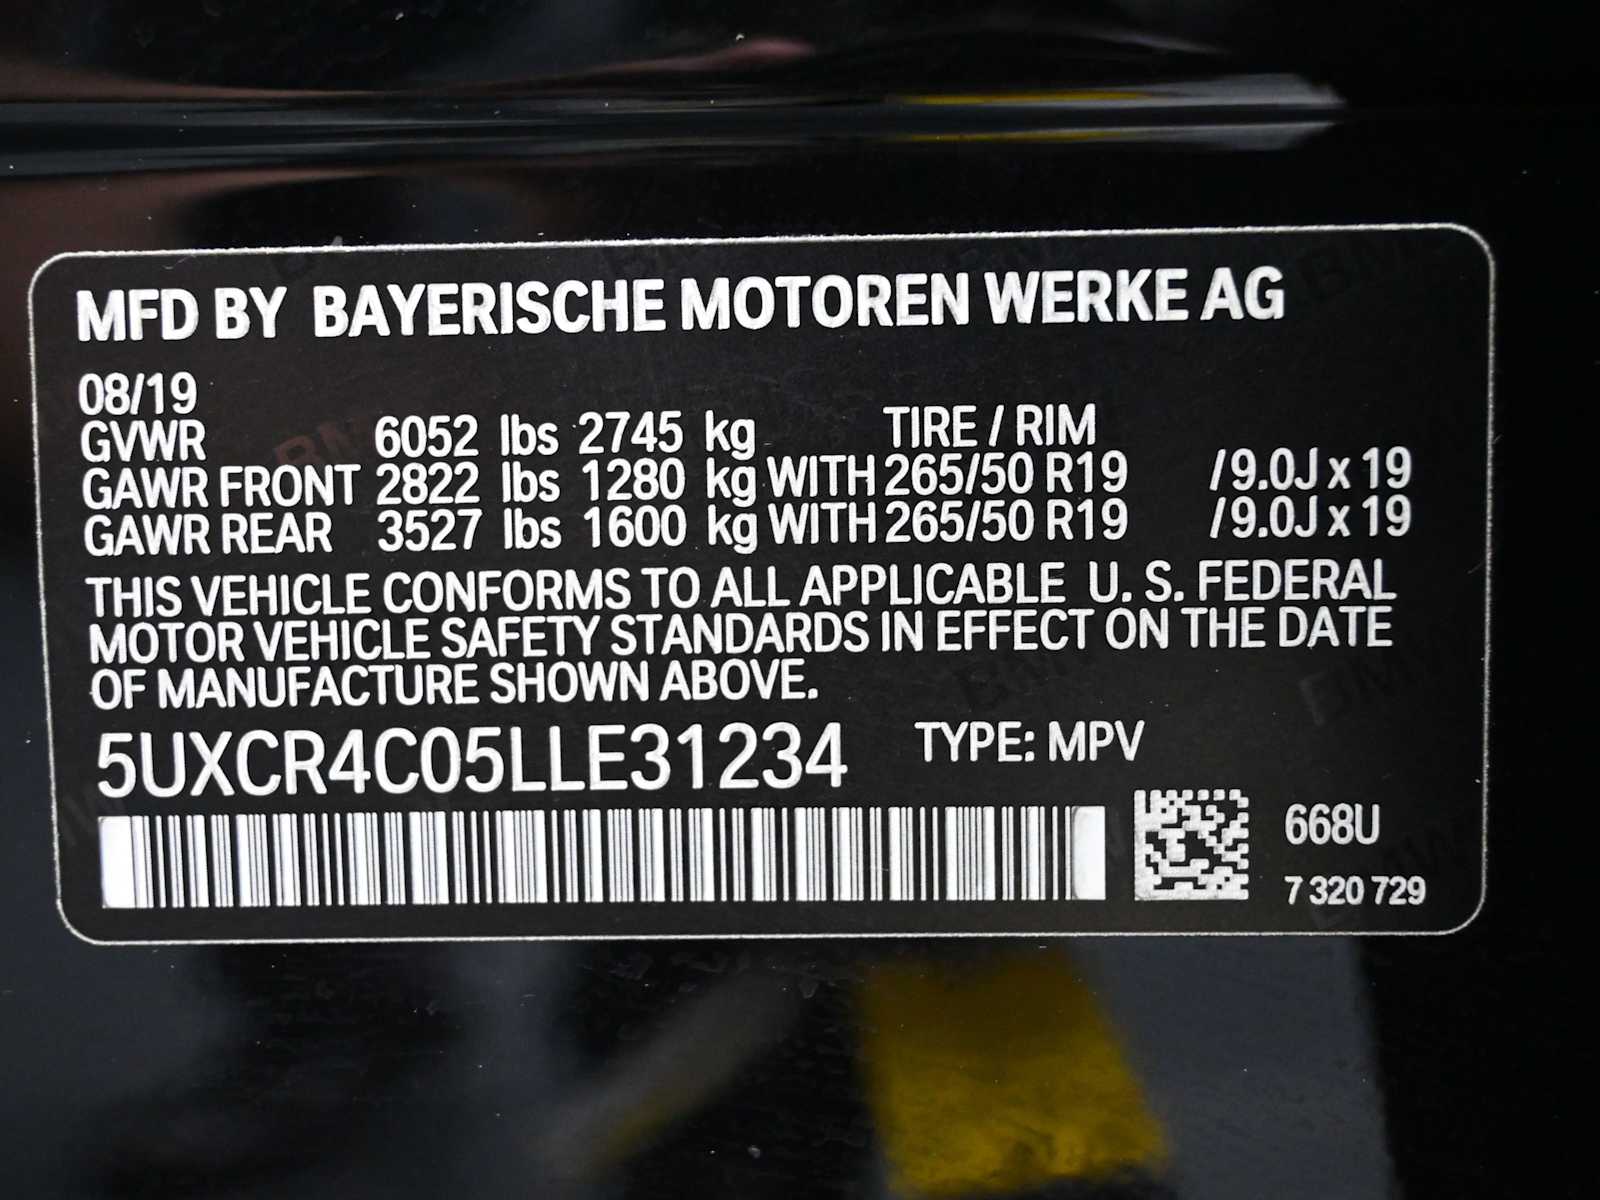 MFD BY BAYERISCHE MOTOREN WERKE AG
08/19
GVWR 6052 lbs 2745 kg TIRE / RIM
GAWR FRONT 2822 lbs 1280 kg WITH 265/50 R19 /9.0J x 19
GAWR REAR 3527 lbs 1600 kg WITH 265/50 R19 /9.0J x 19
THIS VEHICLE CONFORMS TO ALL APPLICABLE U. S. FEDERAL
MOTOR VEHICLE SAFETY STANDARDS IN EFFECT ON THE DATE
OF MANUFACTURE SHOWN ABOVE.
5UXCR4C05LLE31234 TYPE: MPV
668U
7 320 729